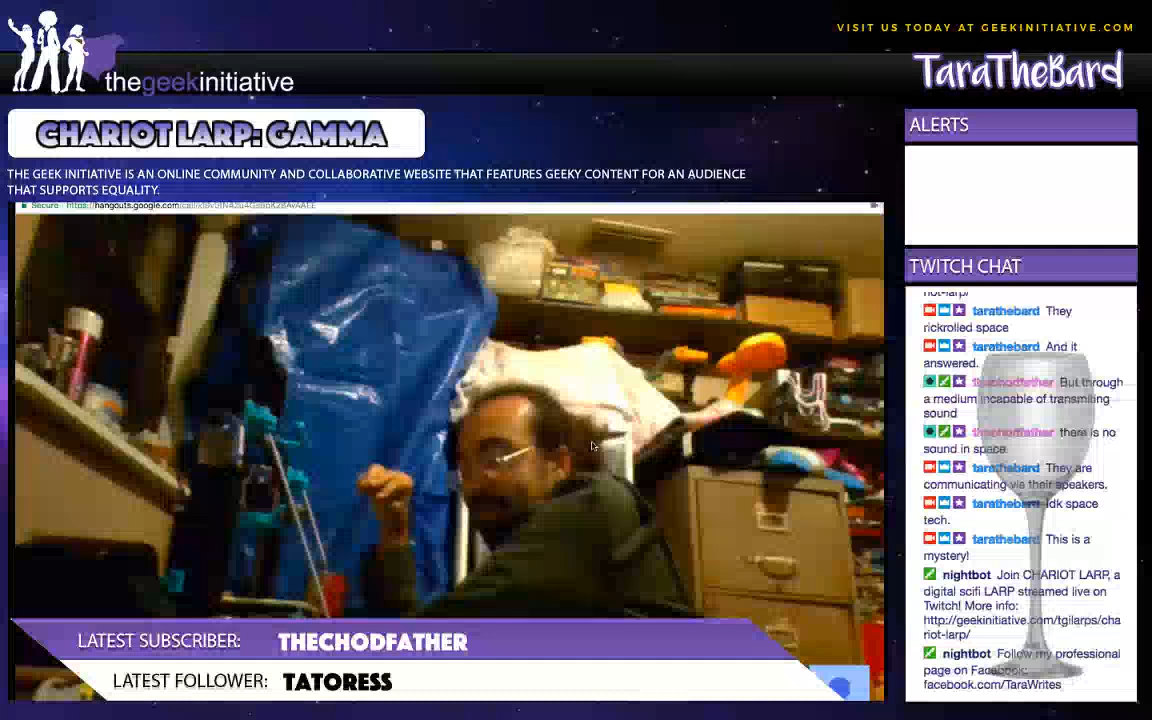 VISIT US TODAY AT GEEKINITIATIVE.COM
thegeekinitiative
TaraTheBard
CHARIOT LARP: GAMMA
THE GEEK INITIATIVE IS AN ONLINE COMMUNITY AND COLLABORATIVE WEBSITE THAT FEATURES GEEKY CONTENT FOR AN AUDIENCE
THAT SUPPORTS EQUALITY.
Secure
ALERTS
TWITCH CHAT
riot-larp/
tarathebard They
rickrolled space
tarathebard And it
answered.
thechodfather But through
a medium incapable of transmiting
sound
thechodfather there is no
sound in space
tarathebard They are
communicating via their speakers.
tarathebard Idk space
tech.
tarathebard This is a
mystery!
nightbot Join CHARIOT LARP, a
digital scifi LARP streamed live on
Twitch! More info:
http://geekinitiative.com/tgilarps/cha
riot-larp/
nightbot Follow my professional
page on Facebook:
facebook.com/TaraWrites
LATEST SUBSCRIBER: THECHODFATHER
LATEST FOLLOWER: TATORESS